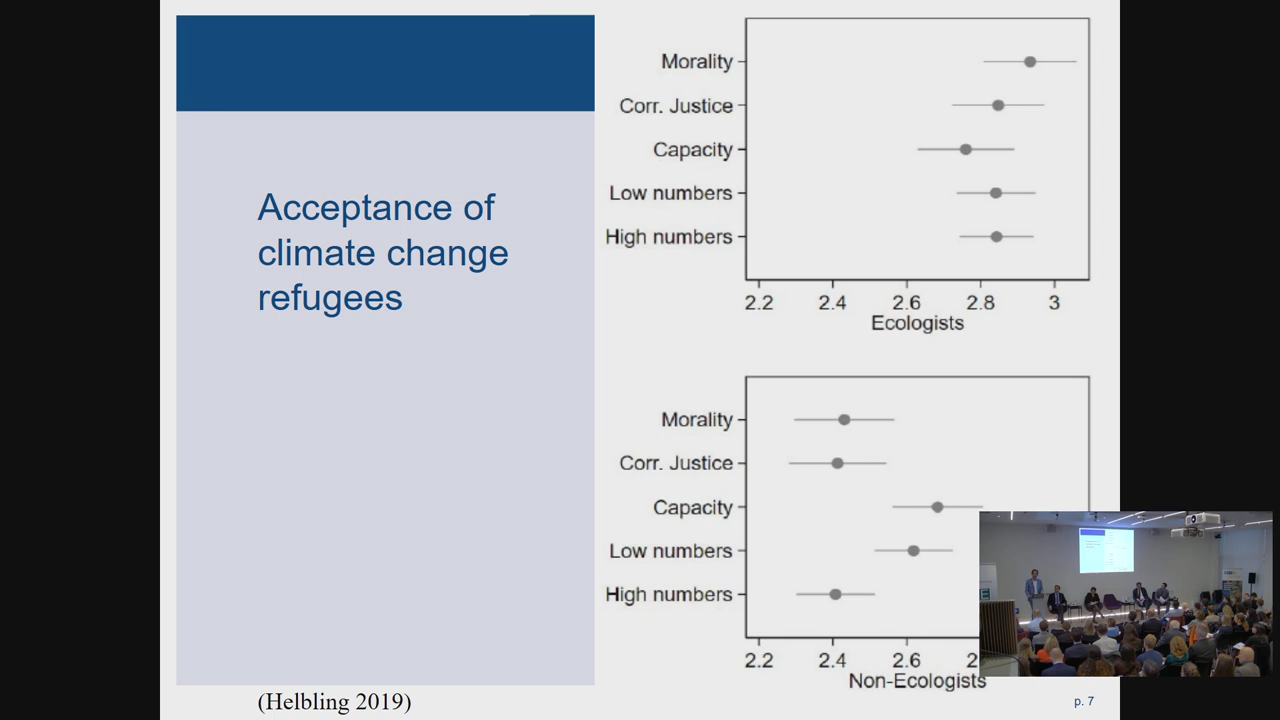 Acceptance of
climate change
refugees
(Helbling 2019)
Morality
Corr. Justice
Capacity
Low numbers
High numbers
2.2 2.4 2.6 2.8 3
Ecologists
Morality
Corr. Justice
Capacity
Low numbers
High numbers
2.2 2.4 2.6 2
Non-Ecologists
p. 7